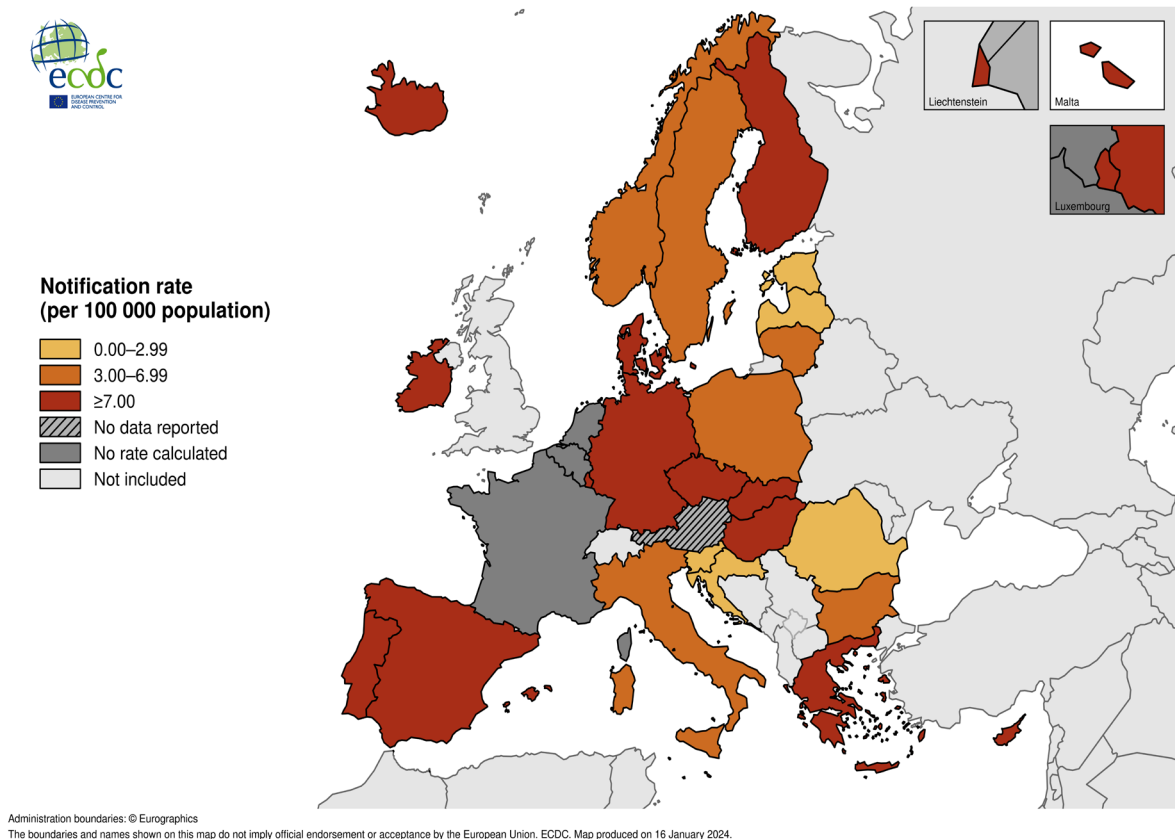 ecdc
EUROPEAN CENTRE FOR
DISEASE PREVENTION
AND CONTROL
Liechtenstein
Malta
Luxembourg
Notification rate
(per 100 000 population)
0.00–2.99
3.00–6.99
≥7.00
No data reported
No rate calculated
Not included
Administration boundaries: © Eurographics
The boundaries and names shown on this map do not imply official endorsement or acceptance by the European Union. ECDC. Map produced on 16 January 2024.